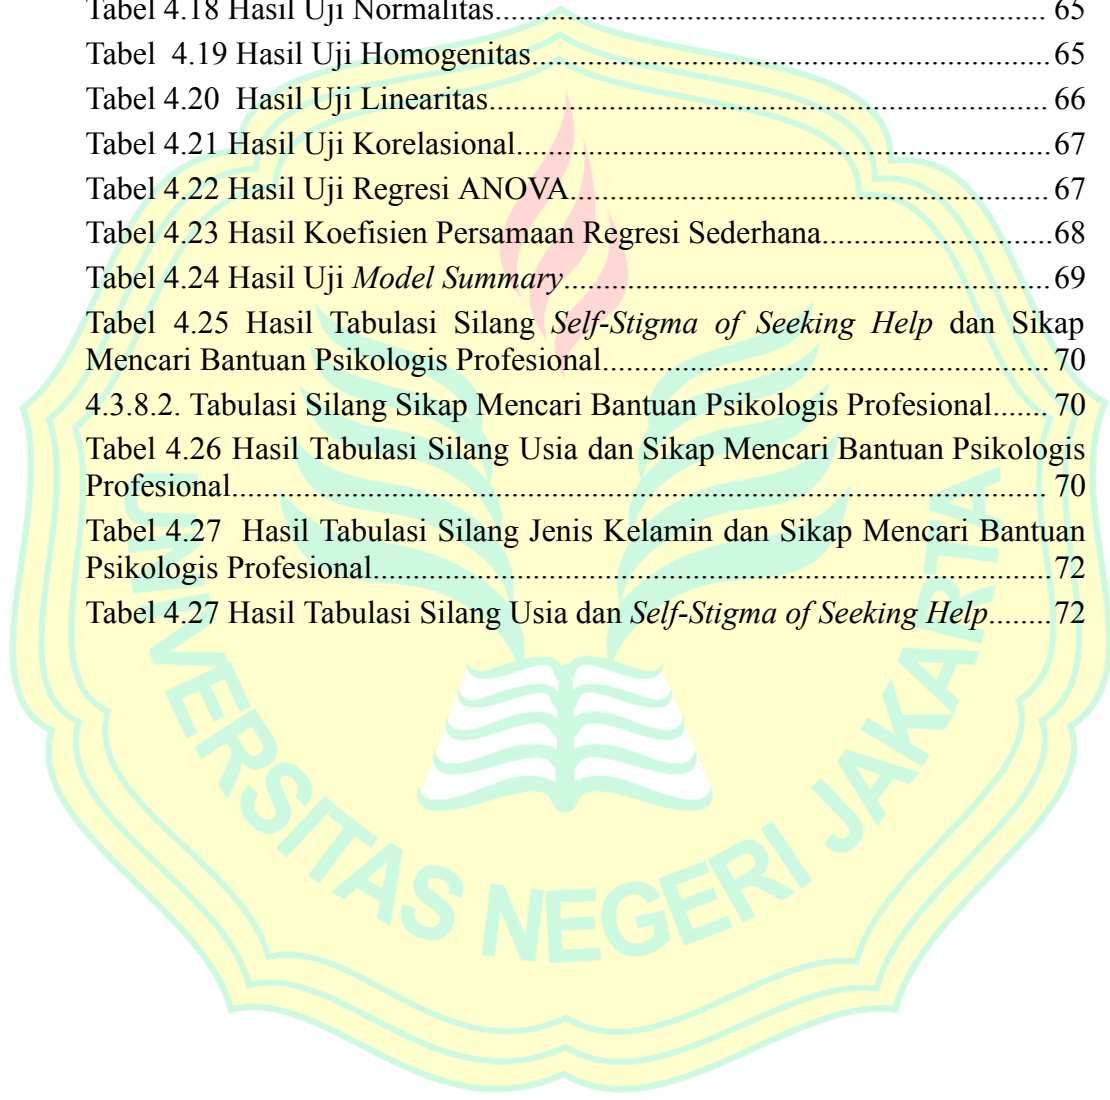 Tabel 4.18 Hasil Uji Normalitas..................................................................... 65
Tabel  4.19 Hasil Uji Homogenitas.................................................................65
Tabel 4.20  Hasil Uji Linearitas...................................................................... 66
Tabel 4.21 Hasil Uji Korelasional...................................................................67
Tabel 4.22 Hasil Uji Regresi ANOVA............................................................ 67
Tabel 4.23 Hasil Koefisien Persamaan Regresi Sederhana.............................68
Tabel 4.24 Hasil Uji Model Summary.............................................................69
Tabel 4.25 Hasil Tabulasi Silang Self-Stigma of Seeking Help dan Sikap
Mencari Bantuan Psikologis Profesional........................................................ 70
4.3.8.2. Tabulasi Silang Sikap Mencari Bantuan Psikologis Profesional....... 70
Tabel 4.26 Hasil Tabulasi Silang Usia dan Sikap Mencari Bantuan Psikologis
Profesional...................................................................................................... 70
Tabel 4.27  Hasil Tabulasi Silang Jenis Kelamin dan Sikap Mencari Bantuan
Psikologis Profesional.....................................................................................72
Tabel 4.27 Hasil Tabulasi Silang Usia dan Self-Stigma of Seeking Help........72
UNIVERSITAS NEGERI JAKARTA